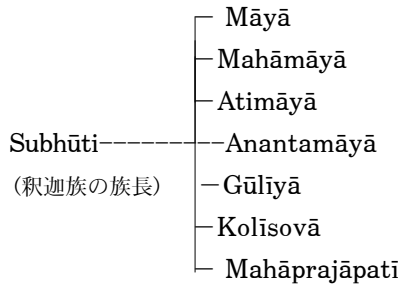 Māyā
Mahāmāyā
Atimāyā
Subhūti Anantamāyā
(釈迦族の族長)
Gūlīyā
Kolīsovā
Mahāprajāpatī